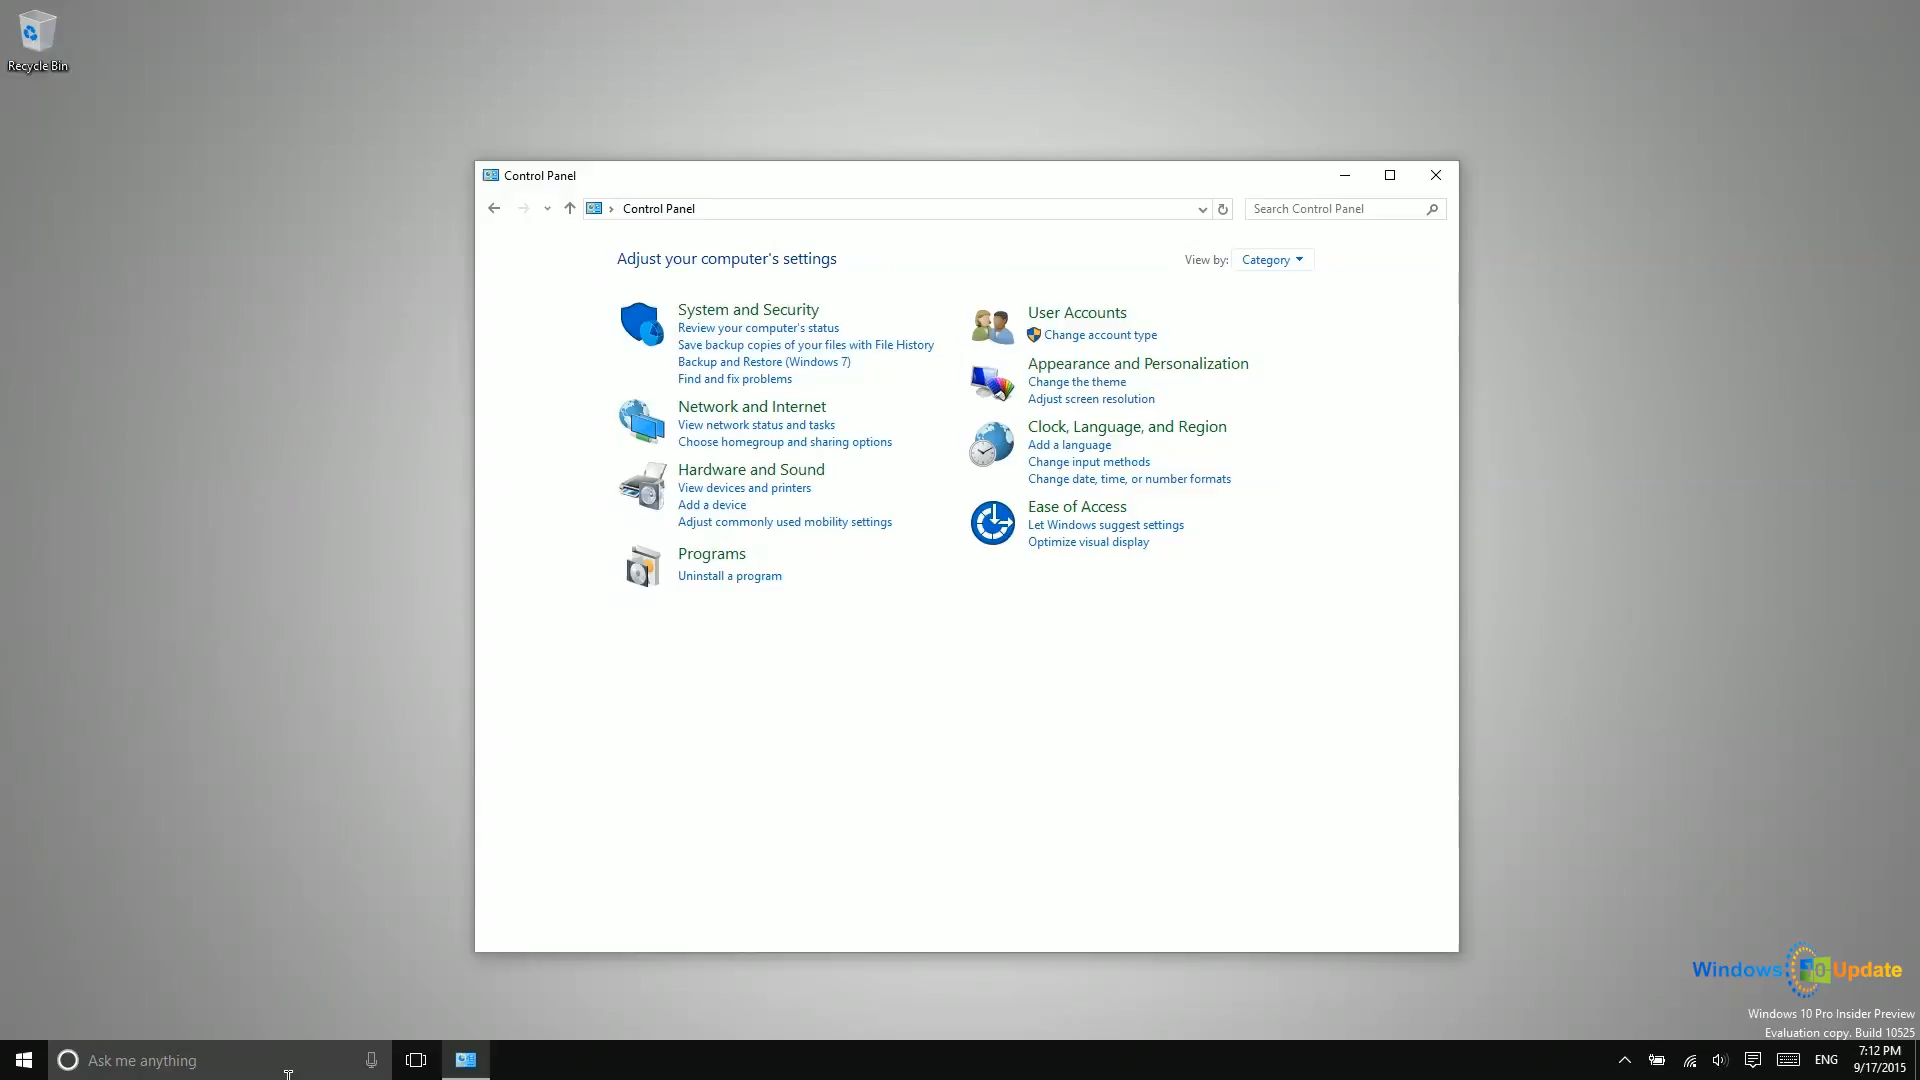 Recycle Bin
Control Panel
Control Panel
Search Control Panel
Adjust your computer's settings
View by: Category
System and Security
Review your computer's status
Save backup copies of your files with File History
Backup and Restore (Windows 7)
Find and fix problems
Network and Internet
View network status and tasks
Choose homegroup and sharing options
Hardware and Sound
View devices and printers
Add a device
Adjust commonly used mobility settings
Programs
Uninstall a program
User Accounts
Change account type
Appearance and Personalization
Change the theme
Adjust screen resolution
Clock, Language, and Region
Add a language
Change input methods
Change date, time, or number formats
Ease of Access
Let Windows suggest settings
Optimize visual display
Windows 10 Update
Windows 10 Pro Insider Preview
Evaluation copy. Build 10525
Ask me anything
ENG
7:12 PM
9/17/2015